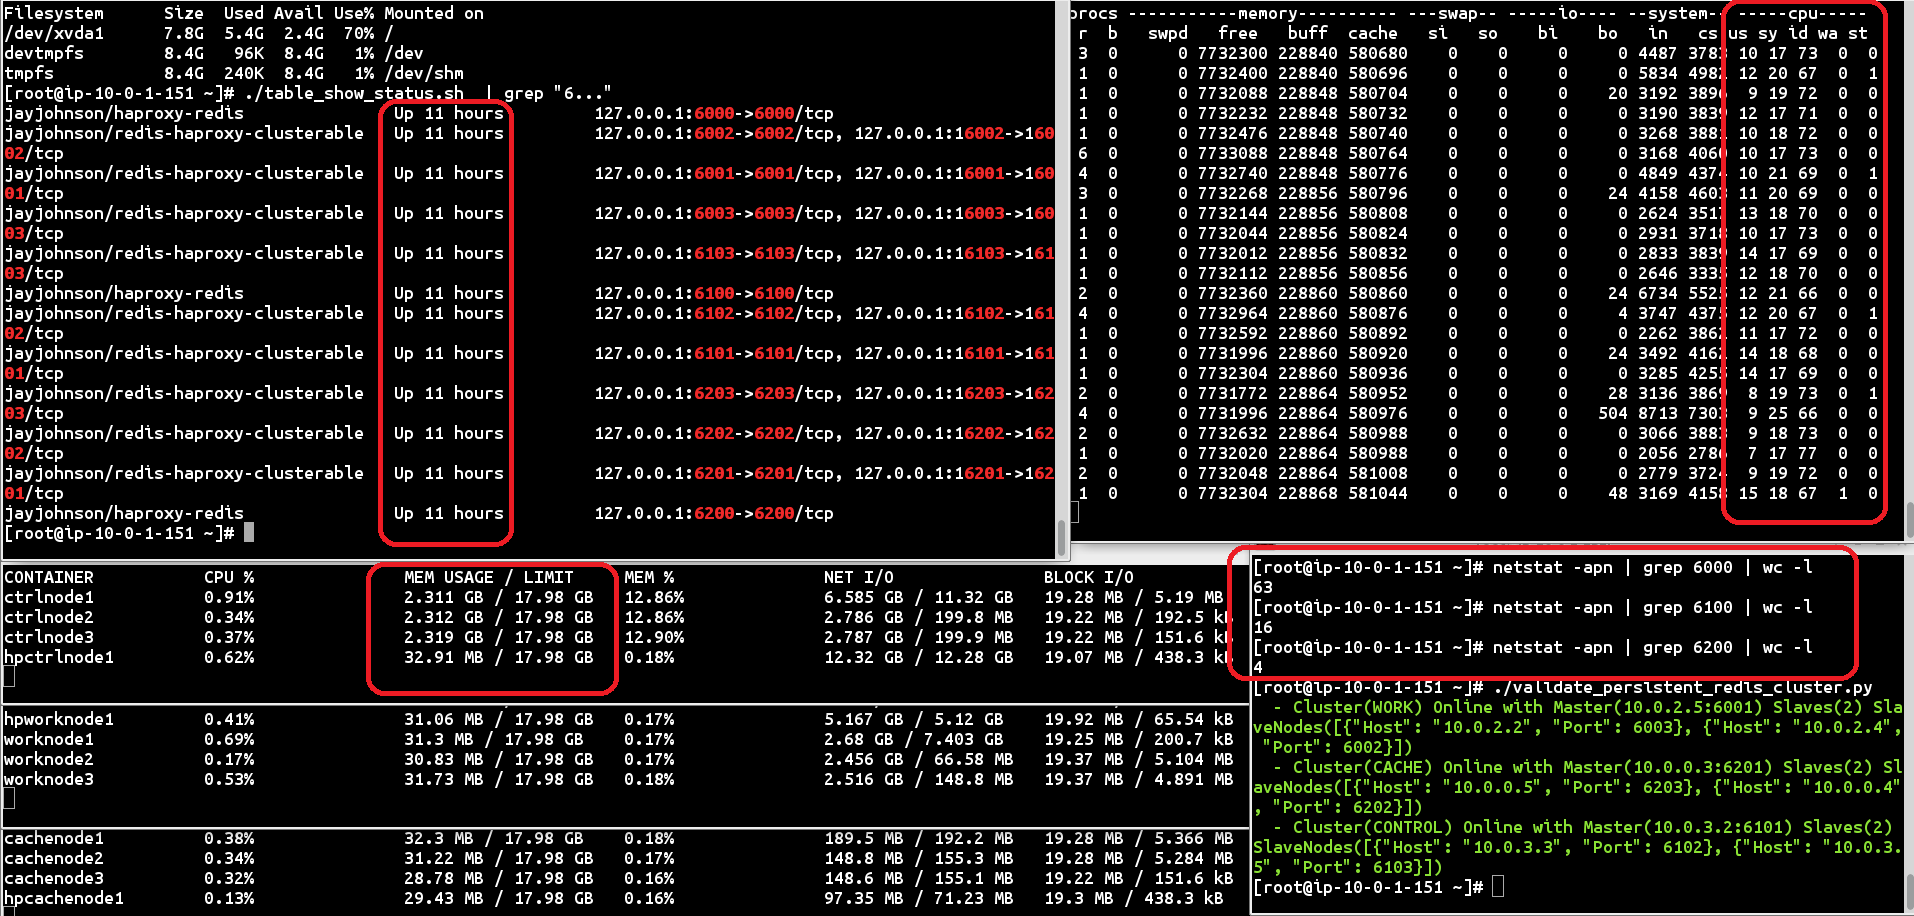 Filesystem      Size  Used Avail Use% Mounted on
/dev/xvda1      7.8G  5.4G  2.4G  70% /
devtmpfs        8.4G   96K  8.4G   1% /dev
tmpfs           8.4G  240K  8.4G   1% /dev/shm
[root@ip-10-0-1-151 ~]# ./table_show_status.sh  | grep "6..."
jayjohnson/haproxy-redis               Up 11 hours         127.0.0.1:6000->6000/tcp
jayjohnson/redis-haproxy-clusterable   Up 11 hours         127.0.0.1:6002->6002/tcp, 127.0.0.1:16002->160
02/tcp
jayjohnson/redis-haproxy-clusterable   Up 11 hours         127.0.0.1:6001->6001/tcp, 127.0.0.1:16001->160
01/tcp
jayjohnson/redis-haproxy-clusterable   Up 11 hours         127.0.0.1:6003->6003/tcp, 127.0.0.1:16003->160
03/tcp
jayjohnson/redis-haproxy-clusterable   Up 11 hours         127.0.0.1:6103->6103/tcp, 127.0.0.1:16103->161
03/tcp
jayjohnson/haproxy-redis               Up 11 hours         127.0.0.1:6100->6100/tcp
jayjohnson/redis-haproxy-clusterable   Up 11 hours         127.0.0.1:6102->6102/tcp, 127.0.0.1:16102->161
02/tcp
jayjohnson/redis-haproxy-clusterable   Up 11 hours         127.0.0.1:6101->6101/tcp, 127.0.0.1:16101->161
01/tcp
jayjohnson/redis-haproxy-clusterable   Up 11 hours         127.0.0.1:6203->6203/tcp, 127.0.0.1:16203->162
03/tcp
jayjohnson/redis-haproxy-clusterable   Up 11 hours         127.0.0.1:6202->6202/tcp, 127.0.0.1:16202->162
02/tcp
jayjohnson/redis-haproxy-clusterable   Up 11 hours         127.0.0.1:6201->6201/tcp, 127.0.0.1:16201->162
01/tcp
jayjohnson/haproxy-redis               Up 11 hours         127.0.0.1:6200->6200/tcp
[root@ip-10-0-1-151 ~]#
procs -----------memory---------- ---swap-- -----io---- --system-- -----cpu-----
r b swpd free buff cache si so bi bo in cs us sy id wa st
3 0 0 7732300 228840 580680 0 0 0 0 4487 3783 10 17 73 0 0
1 0 0 7732400 228840 580696 0 0 0 0 5834 4982 12 20 67 0 1
1 0 0 7732088 228848 580704 0 0 0 20 3192 3896 9 19 72 0 0
1 0 0 7732232 228848 580732 0 0 0 0 3190 3839 12 17 71 0 0
1 0 0 7732476 228848 580740 0 0 0 0 3268 3881 10 18 72 0 0
6 0 0 7733088 228848 580764 0 0 0 0 3168 4060 10 17 73 0 0
4 0 0 7732740 228848 580776 0 0 0 0 4849 4374 10 21 69 0 1
3 0 0 7732268 228856 580796 0 0 0 24 4158 4603 11 20 69 0 0
1 0 0 7732144 228856 580808 0 0 0 0 2624 3517 13 18 70 0 0
1 0 0 7732044 228856 580824 0 0 0 0 2931 3718 10 17 73 0 0
1 0 0 7732012 228856 580832 0 0 0 0 2833 3839 14 17 69 0 0
1 0 0 7732112 228856 580856 0 0 0 0 2646 3335 12 18 70 0 0
2 0 0 7732360 228860 580860 0 0 0 24 6734 5525 12 21 66 0 0
4 0 0 7732964 228860 580876 0 0 0 4 3747 4375 12 20 67 0 1
1 0 0 7732592 228860 580892 0 0 0 0 2262 3862 11 17 72 0 0
1 0 0 7731996 228860 580920 0 0 0 24 3492 4162 14 18 68 0 0
1 0 0 7732304 228860 580936 0 0 0 0 3285 4255 14 17 69 0 0
2 0 0 7731772 228864 580952 0 0 0 28 3136 3869 8 19 73 0 1
4 0 0 7731996 228864 580976 0 0 0 504 8713 7303 9 25 66 0 0
2 0 0 7732632 228864 580988 0 0 0 0 3066 3883 9 18 73 0 0
1 0 0 7732020 228864 580988 0 0 0 0 2056 2786 7 17 77 0 0
2 0 0 7732048 228864 581008 0 0 0 0 2779 3724 9 19 72 0 0
1 0 0 7732304 228868 581044 0 0 0 48 3169 4158 15 18 67 1 0
CONTAINER CPU % MEM USAGE / LIMIT MEM % NET I/O BLOCK I/O
ctrlnode1 0.91% 2.311 GB / 17.98 GB 12.86% 6.585 GB / 11.32 GB 19.28 MB / 5.19 MB
ctrlnode2 0.34% 2.312 GB / 17.98 GB 12.86% 2.786 GB / 199.8 MB 19.22 MB / 192.5 kB
ctrlnode3 0.37% 2.319 GB / 17.98 GB 12.90% 2.787 GB / 199.9 MB 19.22 MB / 151.6 kB
hpctrlnode1 0.62% 32.91 MB / 17.98 GB 0.18% 12.32 GB / 12.28 GB 19.07 MB / 438.3 kB
hpworknode1 0.41% 31.06 MB / 17.98 GB 0.17% 5.167 GB / 5.12 GB 19.92 MB / 65.54 kB
worknode1 0.69% 31.3 MB / 17.98 GB 0.17% 2.68 GB / 7.403 GB 19.25 MB / 200.7 kB
worknode2 0.17% 30.83 MB / 17.98 GB 0.17% 2.456 GB / 66.58 MB 19.37 MB / 5.104 MB
worknode3 0.53% 31.73 MB / 17.98 GB 0.18% 2.516 GB / 148.8 MB 19.37 MB / 4.891 MB
cachenode1 0.38% 32.3 MB / 17.98 GB 0.18% 189.5 MB / 192.2 MB 19.28 MB / 5.366 MB
cachenode2 0.34% 31.22 MB / 17.98 GB 0.17% 148.8 MB / 155.3 MB 19.28 MB / 5.284 MB
cachenode3 0.32% 28.78 MB / 17.98 GB 0.16% 148.6 MB / 155.1 MB 19.22 MB / 151.6 kB
hpcachenode1 0.13% 29.43 MB / 17.98 GB 0.16% 97.35 MB / 71.23 MB 19.3 MB / 438.3 kB
[root@ip-10-0-1-151 ~]# netstat -apn | grep 6000 | wc -l
63
[root@ip-10-0-1-151 ~]# netstat -apn | grep 6100 | wc -l
16
[root@ip-10-0-1-151 ~]# netstat -apn | grep 6200 | wc -l
4
[root@ip-10-0-1-151 ~]# ./validate_persistent_redis_cluster.py
- Cluster(WORK) Online with Master(10.0.2.5:6001) Slaves(2) Sla
veNodes([{"Host": "10.0.2.2", "Port": 6003}, {"Host": "10.0.2.4",
"Port": 6002}])
- Cluster(CACHE) Online with Master(10.0.0.3:6201) Slaves(2) Sl
aveNodes([{"Host": "10.0.0.5", "Port": 6203}, {"Host": "10.0.0.4"
, "Port": 6202}])
- Cluster(CONTROL) Online with Master(10.0.3.2:6101) Slaves(2)
SlaveNodes([{"Host": "10.0.3.3", "Port": 6102}, {"Host": "10.0.3.
5", "Port": 6103}])
[root@ip-10-0-1-151 ~]#